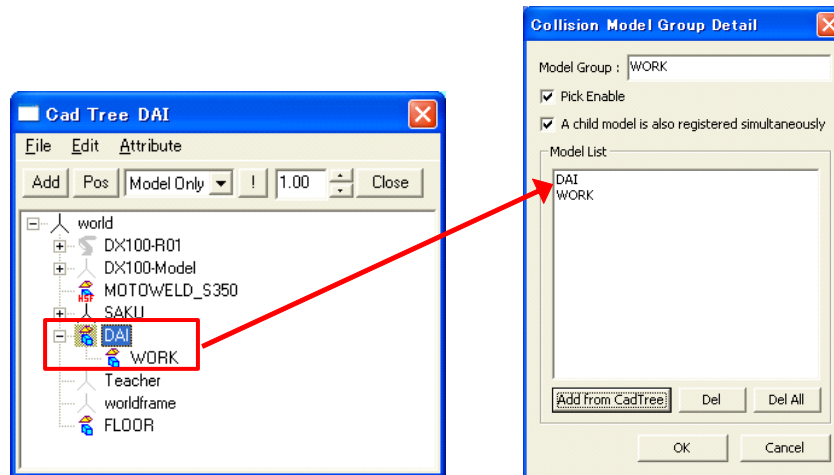 Cad Tree DAI
File Edit Attribute
Add Pos Model Only ! 1.00 Close
world
DX100-R01
DX100-Model
HSF MOTOWELD_S350
SAKU
DAI
WORK
Teacher
worldframe
FLOOR
Collision Model Group Detail
Model Group : WORK
Pick Enable
A child model is also registered simultaneously
Model List
DAI
WORK
Add from CadTree Del Del All
OK Cancel